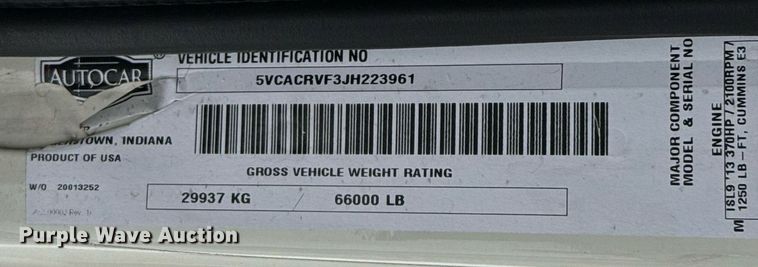 AUTOCAR
VEHICLE IDENTIFICATION NO
5VCACRVF3JH223961
INDIANA
PRODUCT OF USA
GROSS VEHICLE WEIGHT RATING
W/O 20013252
29937 KG / 66000 LB
MAJOR COMPONENT
MODEL & SERIAL NO
ENGINE
ISL9 '13 370HP / 2100RPM /
M 1250 LB-FT, CUMMINS E3
Purple Wave Auction